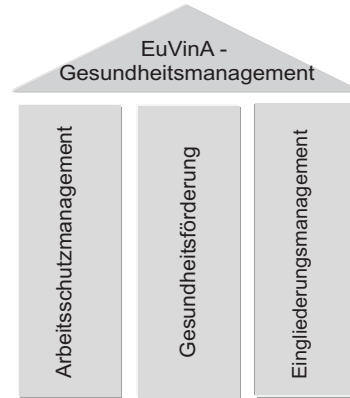 EuVinA -
Gesundheitsmanagement
Arbeitsschutzmanagement
Gesundheitsförderung
Eingliederungsmanagement